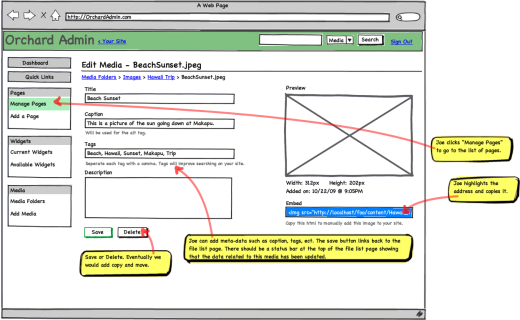 A Web Page
http://OrchardAdmin.com
Orchard Admin < Your Site
Media
Search
Sign Out
Dashboard
Quick Links
Pages
Manage Pages
Add a Page
Widgets
Current Widgets
Available Widgets
Media
Media Folders
Add Media
Edit Media - BeachSunset.jpeg
Media Folders > Images > Hawaii Trip > BeachSunset.jpeg
Title
Beach Sunset
Caption
This is a picture of the sun going down at Makapu.
Will be used for the alt tag.
Tags
Beach, Hawaii, Sunset, Makapu, Trip
Seperate each tag with a comma. Tags will improve searching on your site.
Description
Save
Delete
Preview
Width: 312px Height: 202px
Added on: 10/22/09 @ 9:05PM
Embed
<img src="http://localhost/foo/content/Hawaii
Copy this html to manually add this image to your site.
Joe clicks "Manage Pages"
to go to the list of pages.
Joe highlights the
address and copies it.
Save or Delete. Eventually we
would add copy and move.
Joe can add meta-data such as caption, tags, ect. The save button links back to the
file list page. There should be a status bar at the top of the file list page showing
that the data related to this media has been updated.